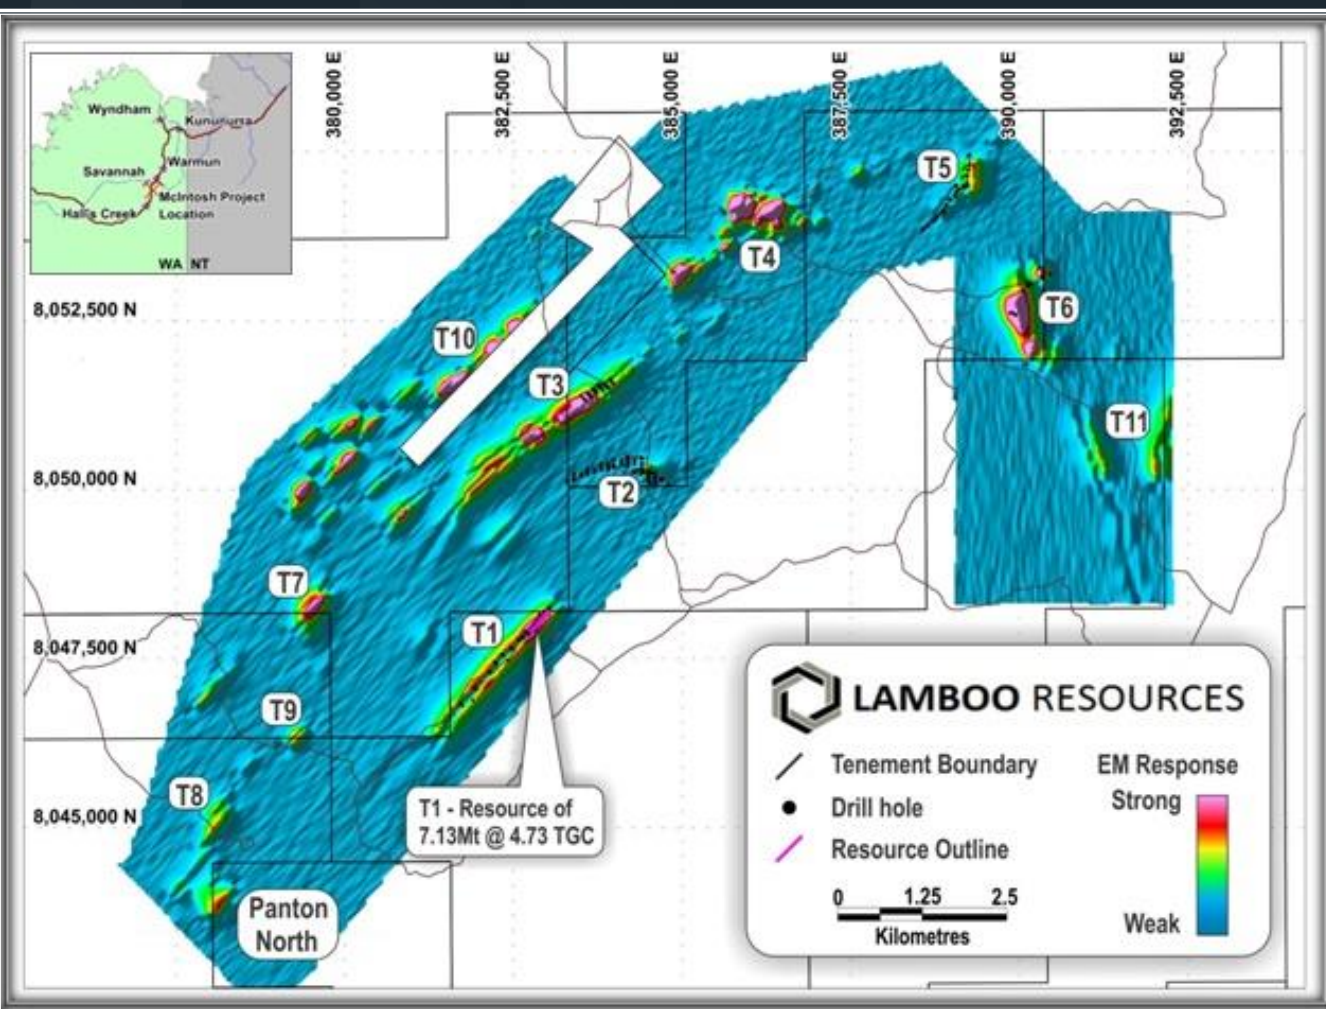 Wyndham
Kununurra
Warmun
Savannah
McIntosh Project
Location
Halls Creek
WA NT
380,000 E
382,500 E
385,000 E
387,500 E
390,000 E
392,500 E
8,052,500 N
8,050,000 N
8,047,500 N
8,045,000 N
T5
T4
T6
T10
T3
T11
T2
T7
T1
T9
T8
T1 - Resource of
7.13Mt @ 4.73 TGC
Panton
North
LAMBOO RESOURCES
Tenement Boundary
Drill hole
Resource Outline
0 1.25 2.5
Kilometres
EM Response
Strong
Weak